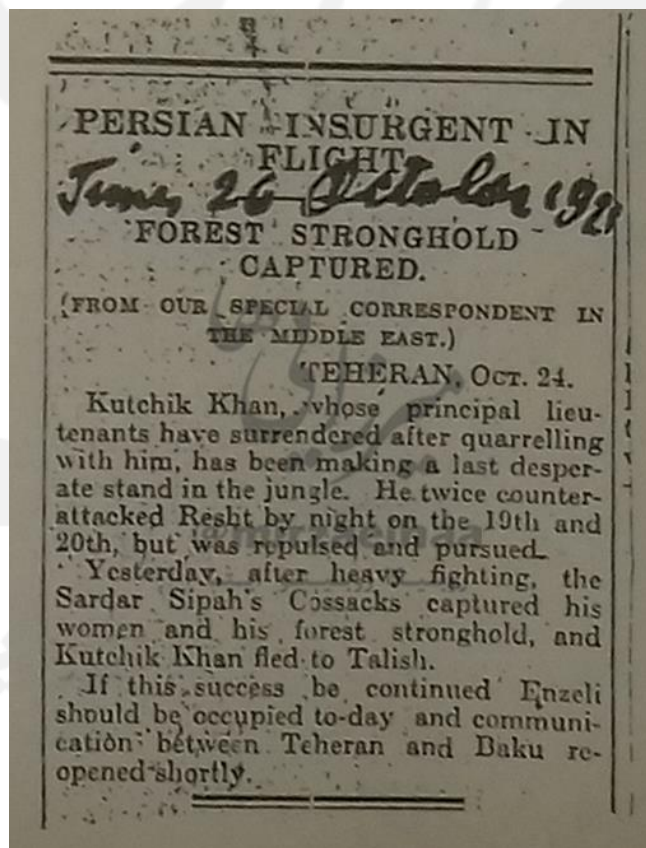 PERSIAN INSURGENT IN
FLIGHT.
Times 26 October 1921
FOREST STRONGHOLD
CAPTURED.
(FROM OUR SPECIAL CORRESPONDENT IN
THE MIDDLE EAST.)
TEHERAN, OCT. 24.
Kutchik Khan, whose principal lieu-
tenants have surrendered after quarrelling
with him, has been making a last desper-
ate stand in the jungle. He twice counter-
attacked Resht by night on the 19th and
20th, but was repulsed and pursued.
Yesterday, after heavy fighting, the
Sardar Sipah's Cossacks captured his
women and his forest stronghold, and
Kutchik Khan fled to Talish.
If this success be continued Enzeli
should be occupied to-day and communi-
cation between Teheran and Baku re-
opened shortly.